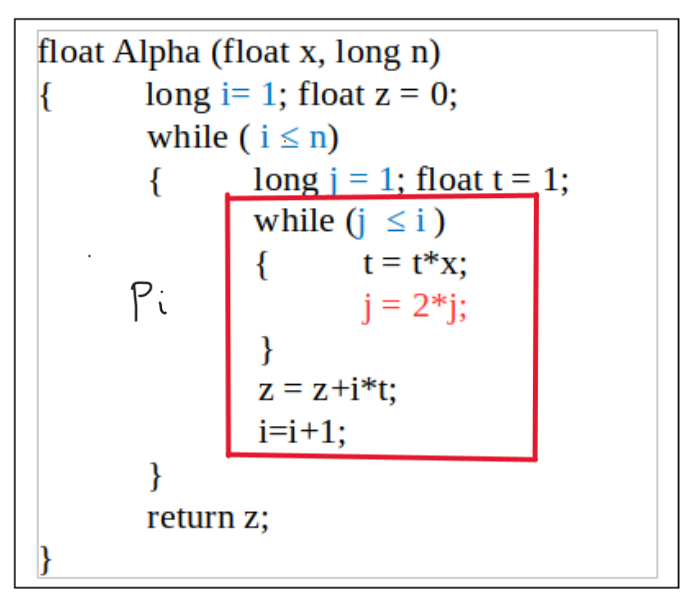 float Alpha (float x, long n)
{ long i= 1; float z = 0;
while ( i ≤ n)
{ long j = 1; float t = 1;
while (j ≤ i )
{ t = t*x;
Pi j = 2*j;
}
z = z+i*t;
i=i+1;
}
return z;
}